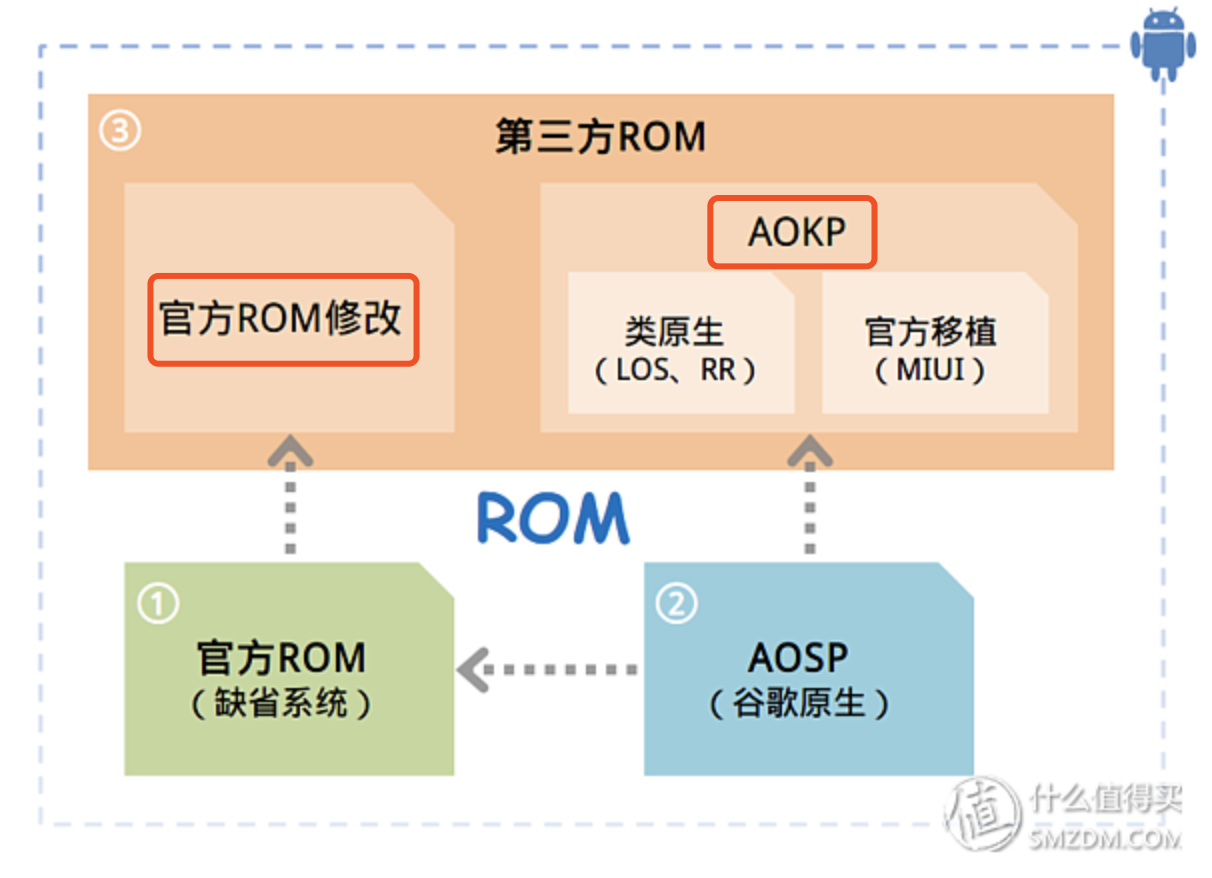 ③
第三方ROM
官方ROM修改
AOKP
类原生
（LOS、RR）
官方移植
（MIUI）
ROM
①
官方ROM
（缺省系统）
②
AOSP
（谷歌原生）
值
什么值得买
SMZDM.COM